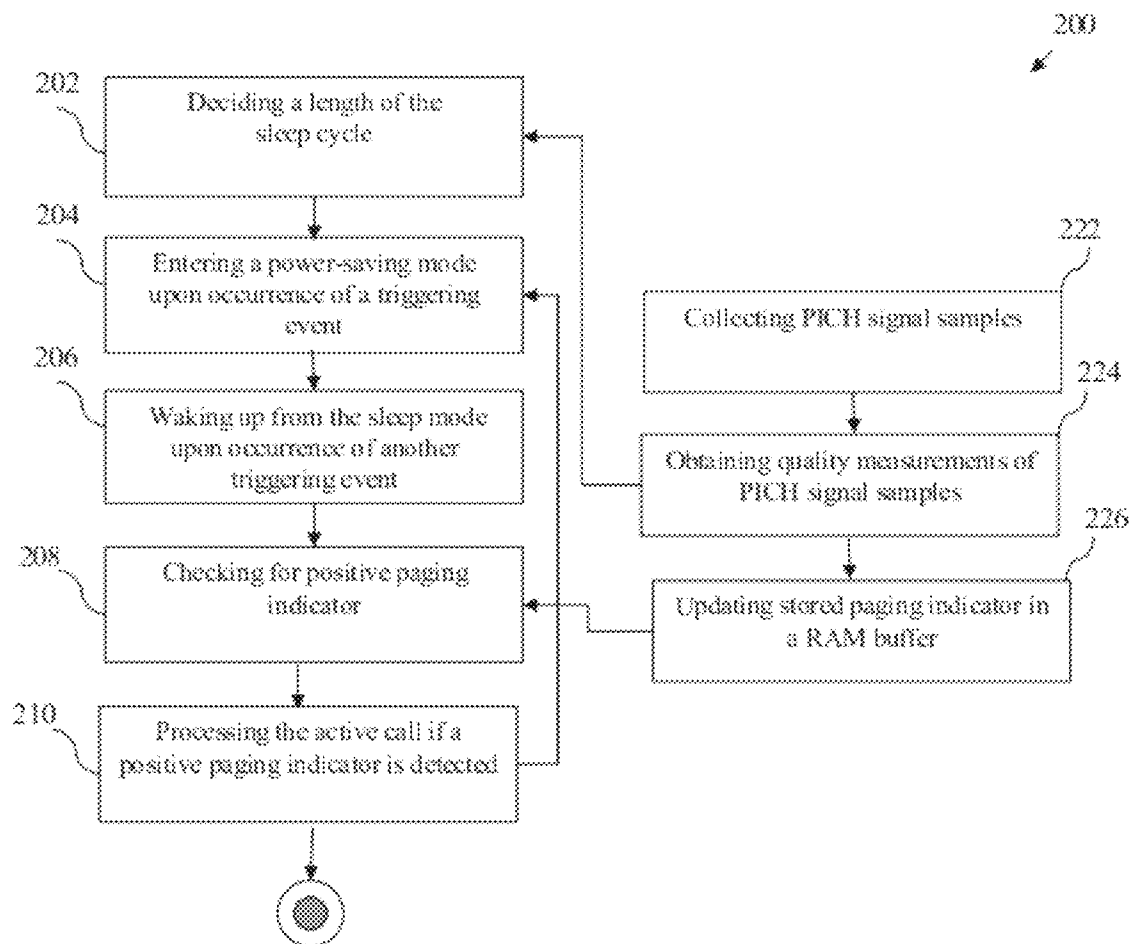 200
202
Deciding a length of the
sleep cycle
204
Entering a power-saving mode
upon occurrence of a triggering
event
206
Waking up from the sleep mode
upon occurrence of another
triggering event
208
Checking for positive paging
indicator
210
Processing the active call if a
positive paging indicator is detected
222
Collecting PICH signal samples
224
Obtaining quality measurements of
PICH signal samples
226
Updating stored paging indicator in
a RAM buffer